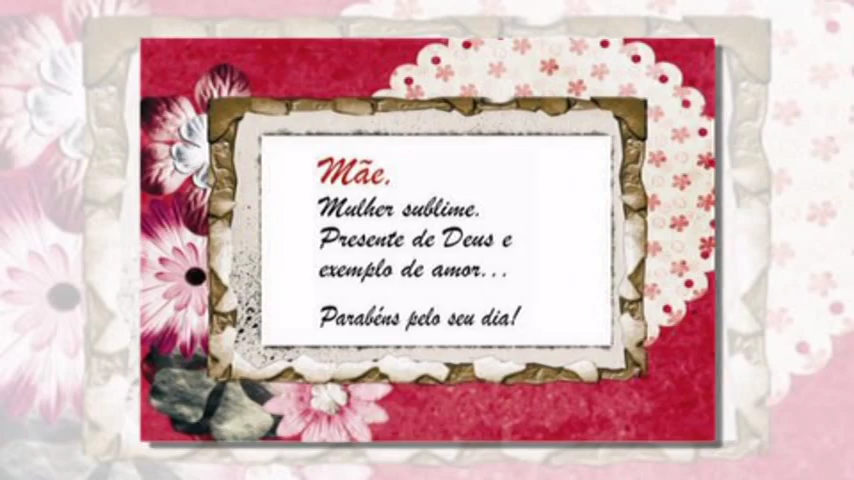 Mãe,
Mulher sublime.
Presente de Deus e
exemplo de amor...
Parabéns pelo seu dia!